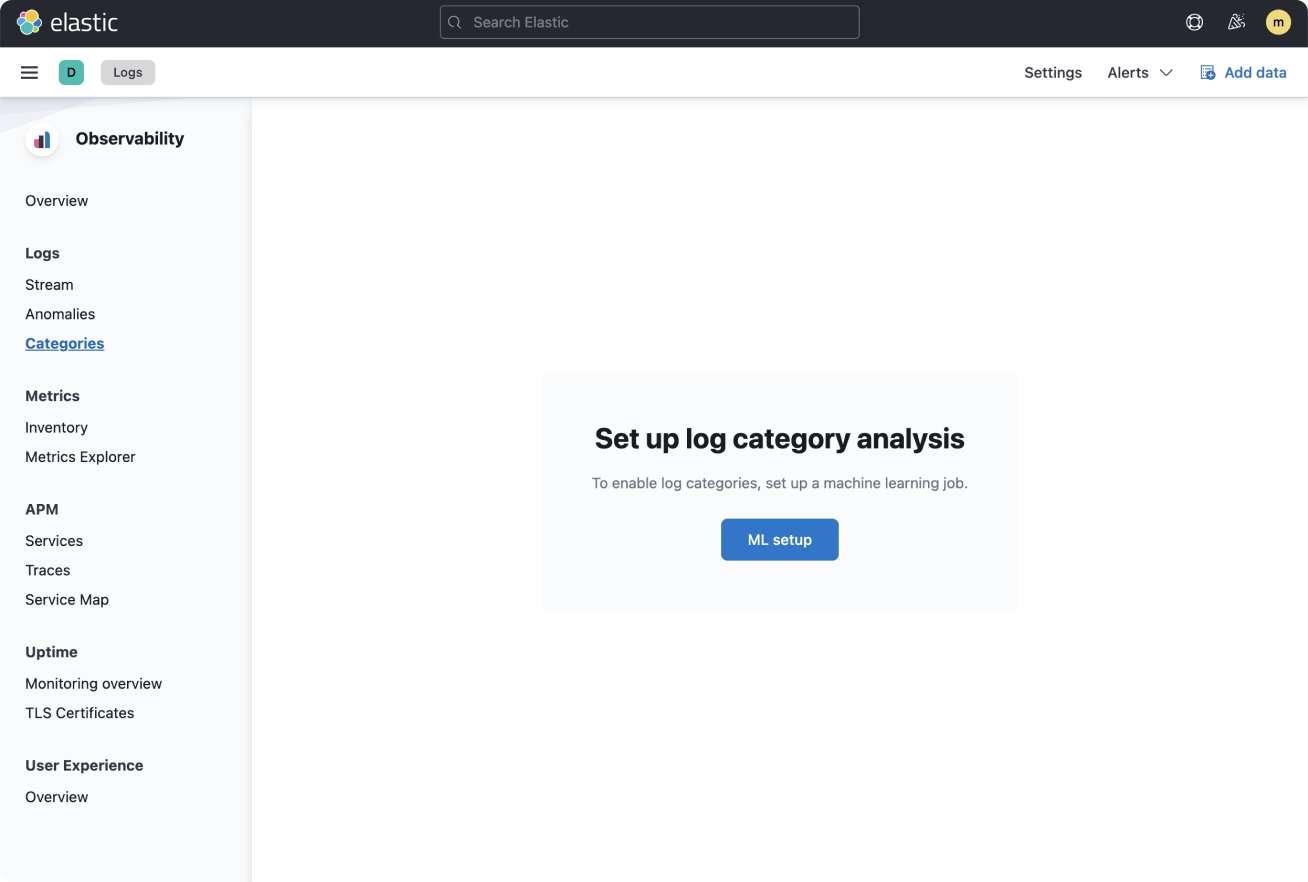 elastic
Search Elastic
m
D
Logs
Settings
Alerts
Add data
Observability
Overview
Logs
Stream
Anomalies
Categories
Metrics
Inventory
Metrics Explorer
APM
Services
Traces
Service Map
Uptime
Monitoring overview
TLS Certificates
User Experience
Overview
Set up log category analysis
To enable log categories, set up a machine learning job.
ML setup